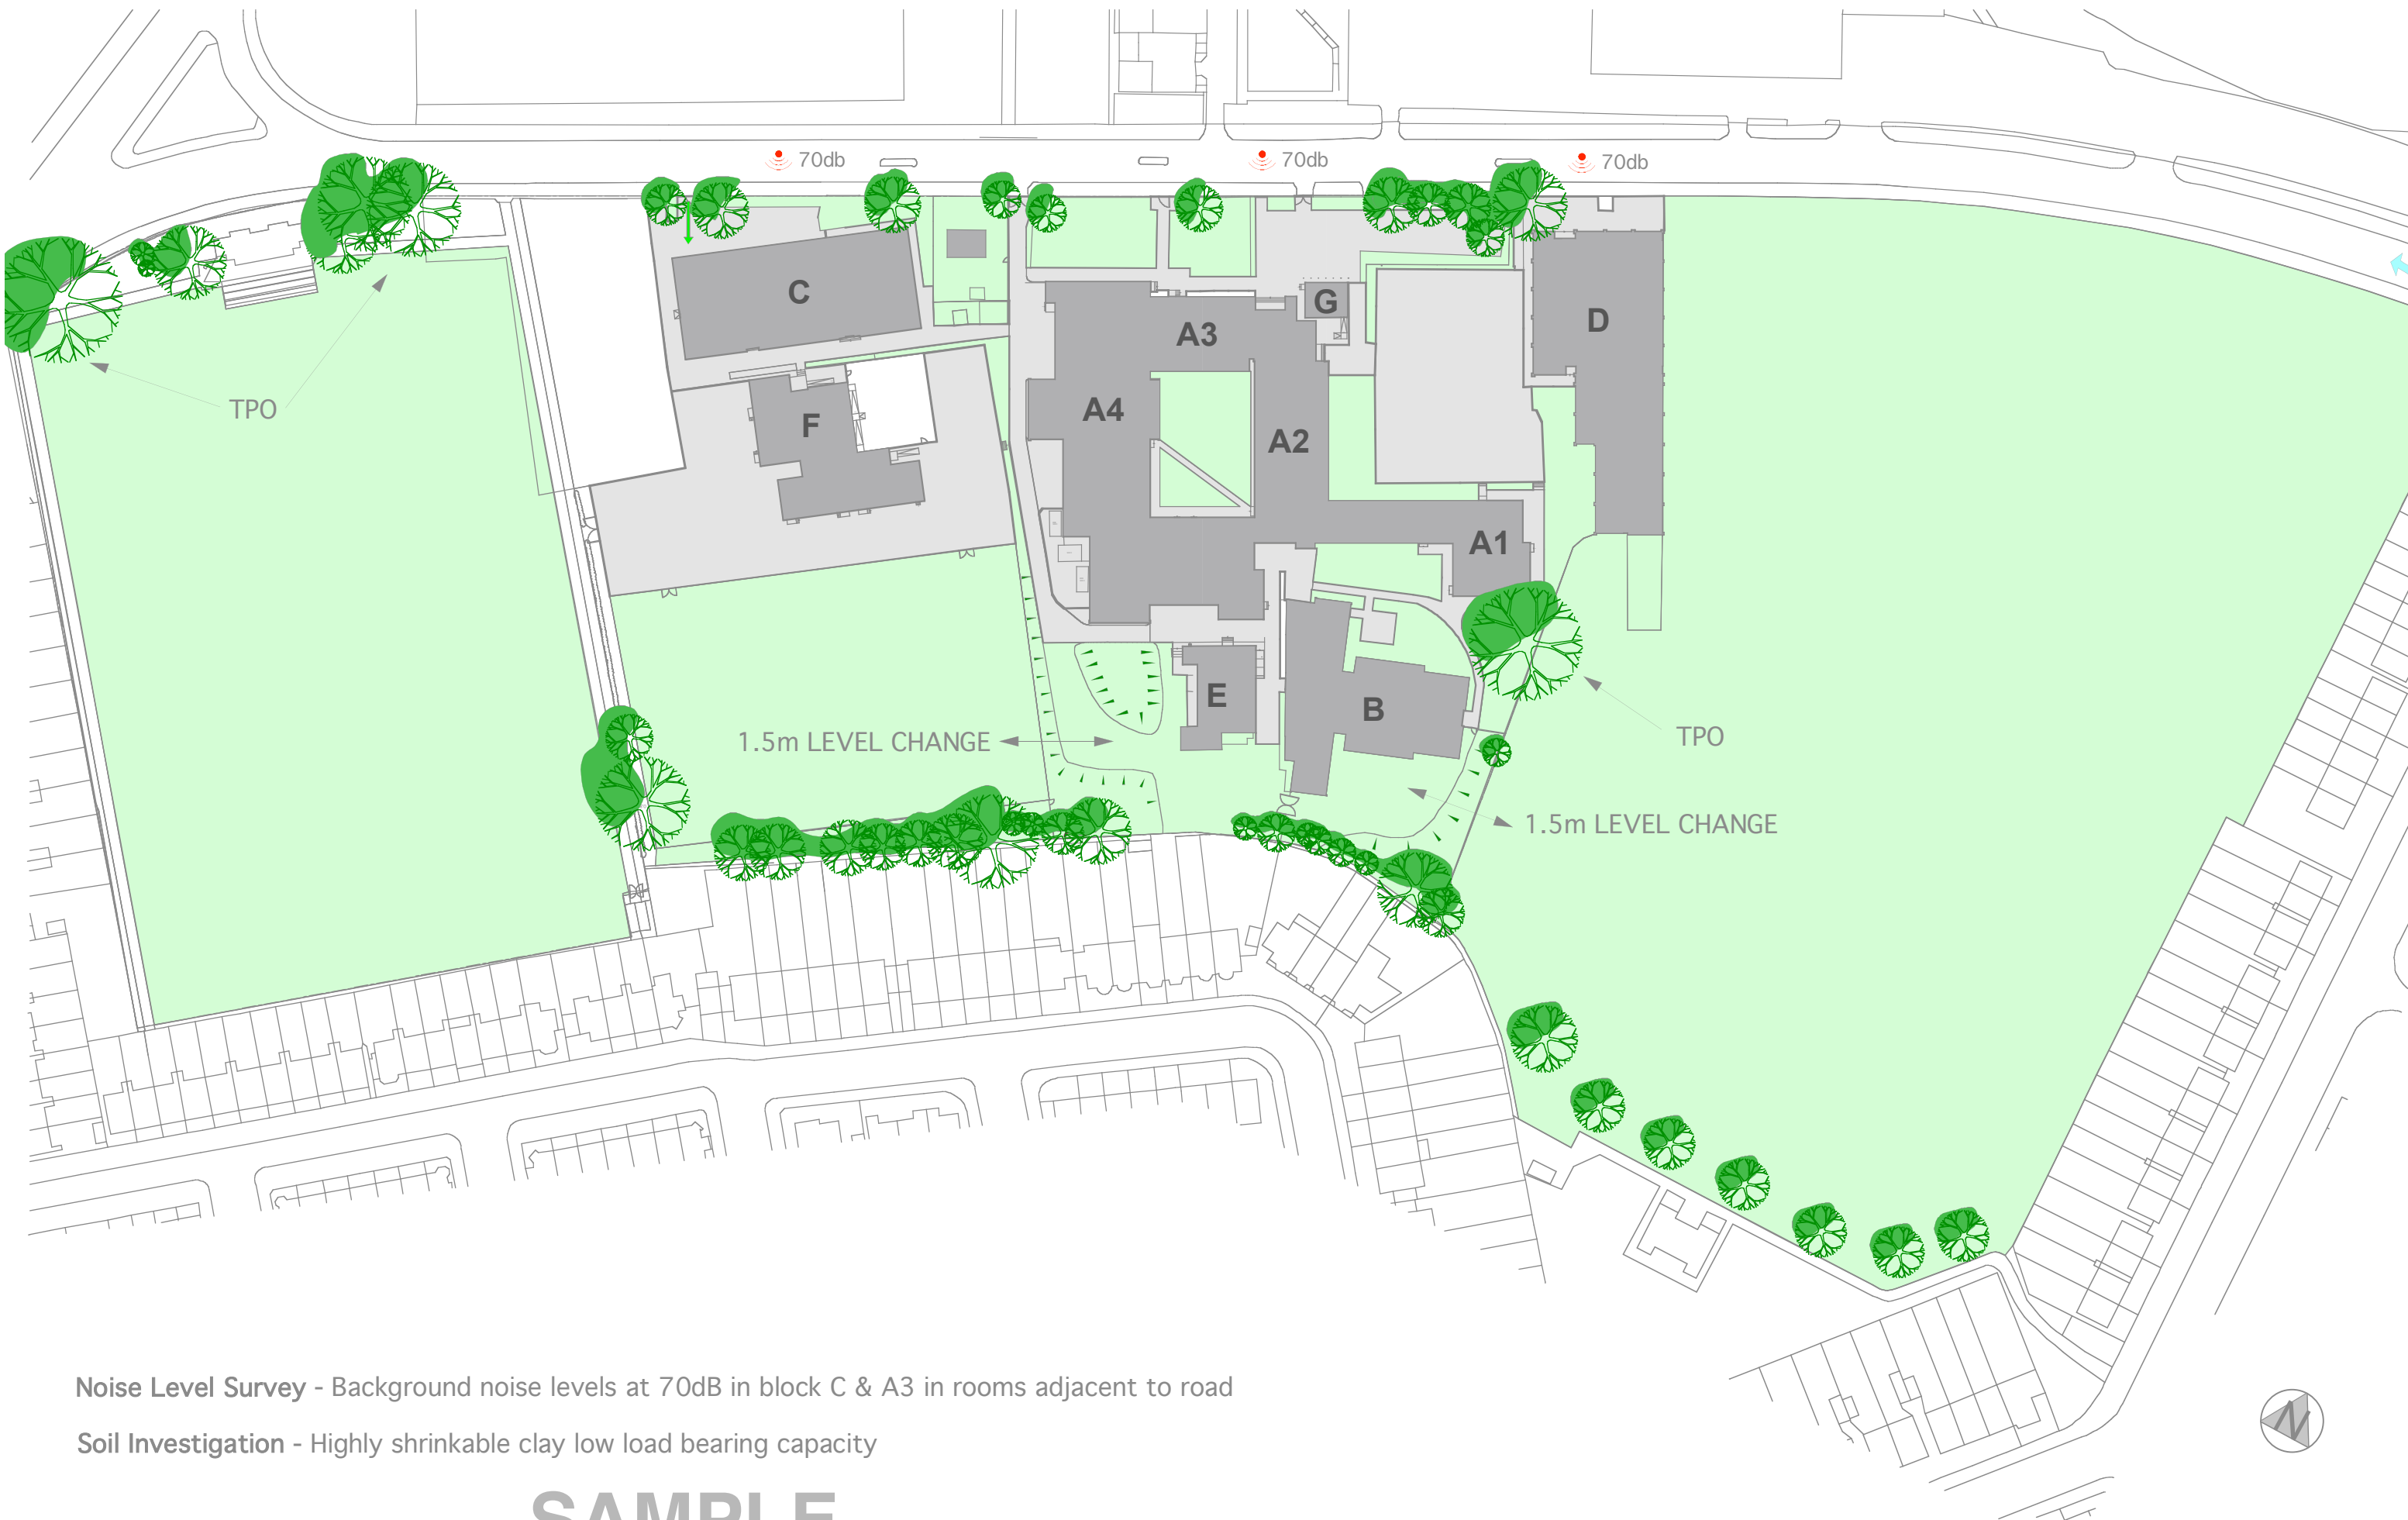 70db
70db
70db
C
G
D
A3
TPO
A4
F
A2
A1
E
B
1.5m LEVEL CHANGE
TPO
1.5m LEVEL CHANGE
Noise Level Survey - Background noise levels at 70dB in block C & A3 in rooms adjacent to road
N
Soil Investigation - Highly shrinkable clay low load bearing capacity
SAMPLE